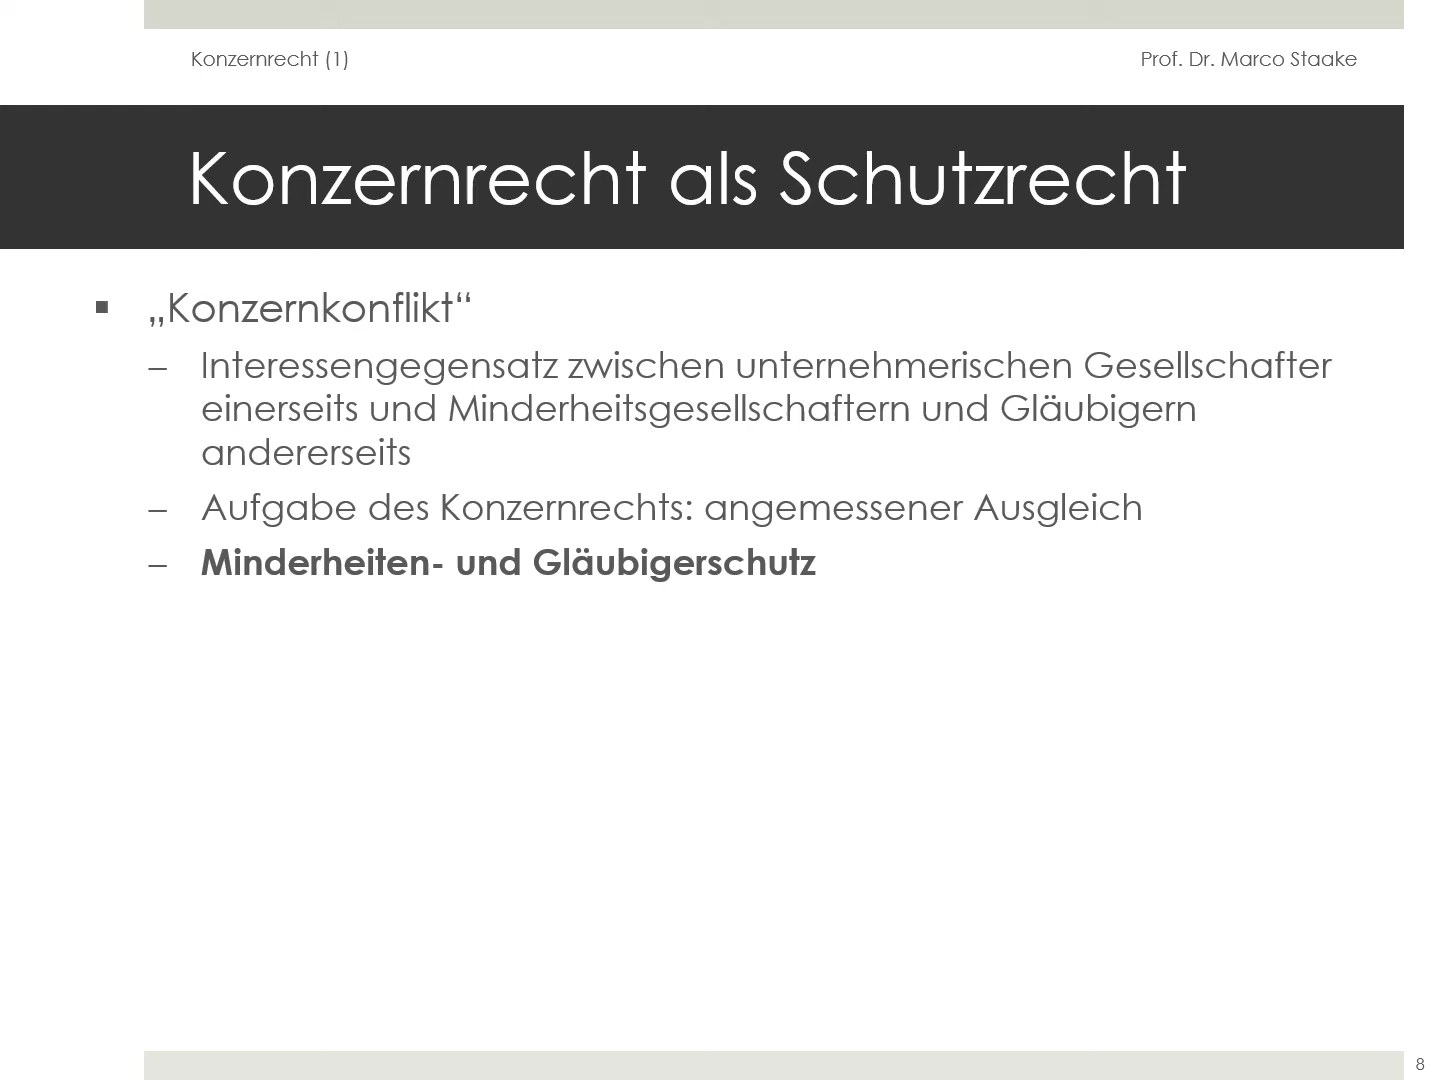 Konzernrecht (1)
Prof. Dr. Marco Staake
Konzernrecht als Schutzrecht
▪ „Konzernkonflikt“
– Interessengegensatz zwischen unternehmerischen Gesellschafter
einerseits und Minderheitsgesellschaftern und Gläubigern
andererseits
– Aufgabe des Konzernrechts: angemessener Ausgleich
– Minderheiten- und Gläubigerschutz
8